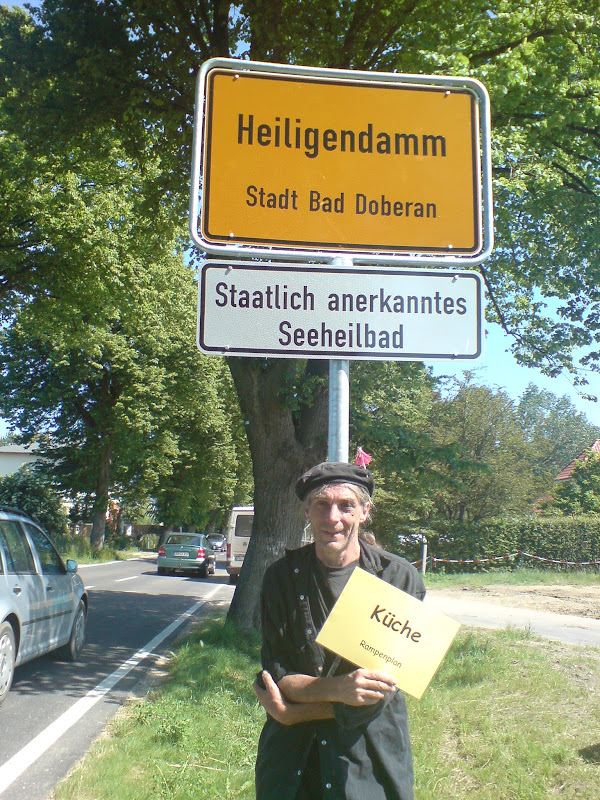 Heiligendamm
Stadt Bad Doberan
Staatlich anerkanntes
Seeheilbad
Küche
Rampenplan